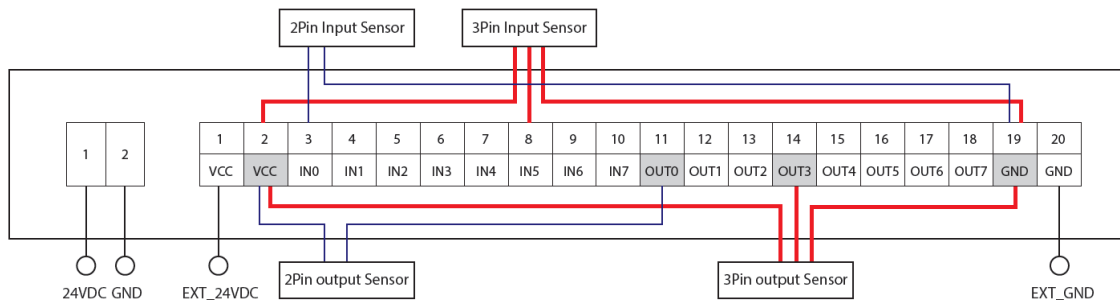 2Pin Input Sensor 3Pin Input Sensor
1 2 3 4 5 6 7 8 9 10 11 12 13 14 15 16 17 18 19 20
1 2
VCC VCC IN0 IN1 IN2 IN3 IN4 IN5 IN6 IN7 OUT0 OUT1 OUT2 OUT3 OUT4 OUT5 OUT6 OUT7 GND GND
2Pin output Sensor 3Pin output Sensor
24VDC GND EXT_24VDC EXT_GND